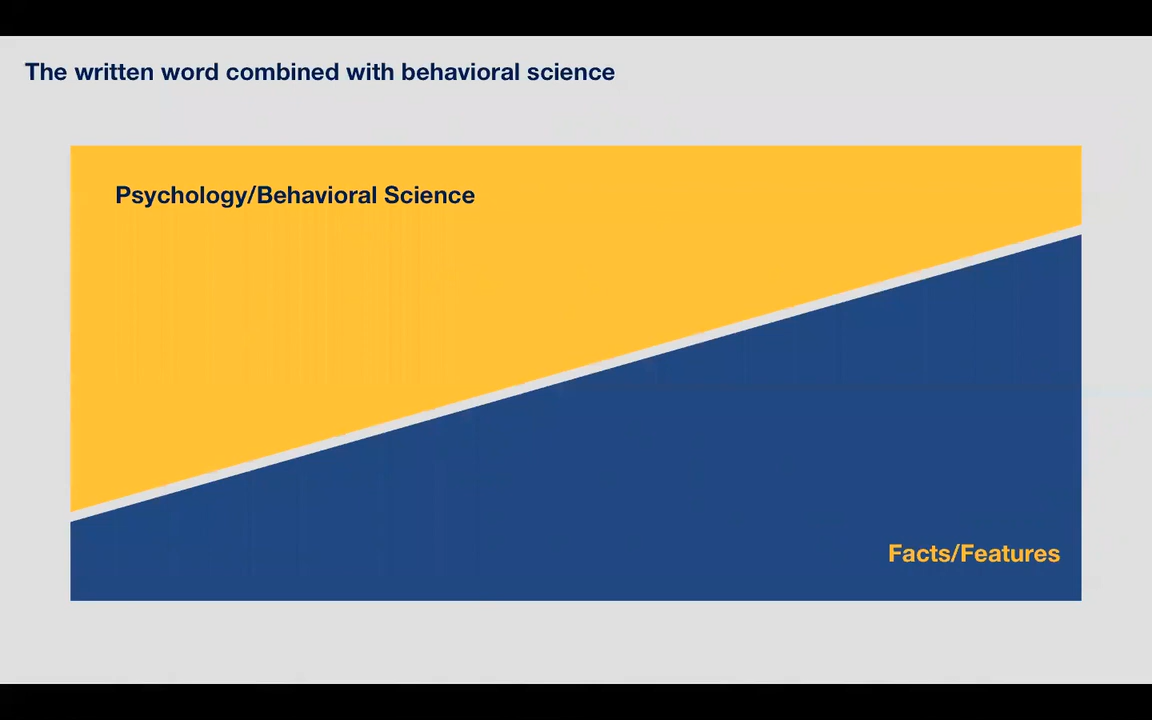 The written word combined with behavioral science
Psychology/Behavioral Science
Facts/Features